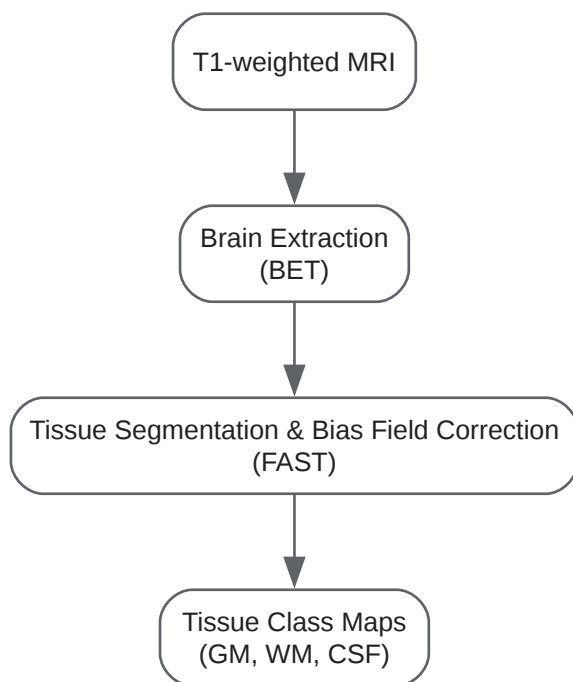 T1-weighted MRI
Brain Extraction
(BET)
Tissue Segmentation & Bias Field Correction
(FAST)
Tissue Class Maps
(GM, WM, CSF)